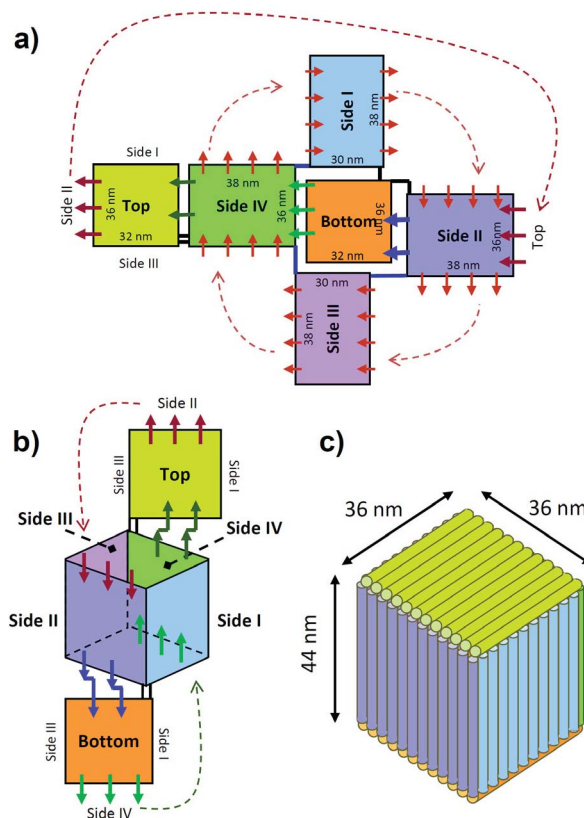 a)
Side I
38 nm
30 nm
Side I
Side II
36 nm
Top
32 nm
Side III
38 nm
Side IV
36 nm
Bottom
36 nm
32 nm
Side II
36nm
38 nm
Top
30 nm
38 nm
Side III
b)
Side II
Side III
Top
Side I
Side III
Side IV
Side II
Side I
Side III
Bottom
Side I
Side IV
c)
36 nm
36 nm
44 nm